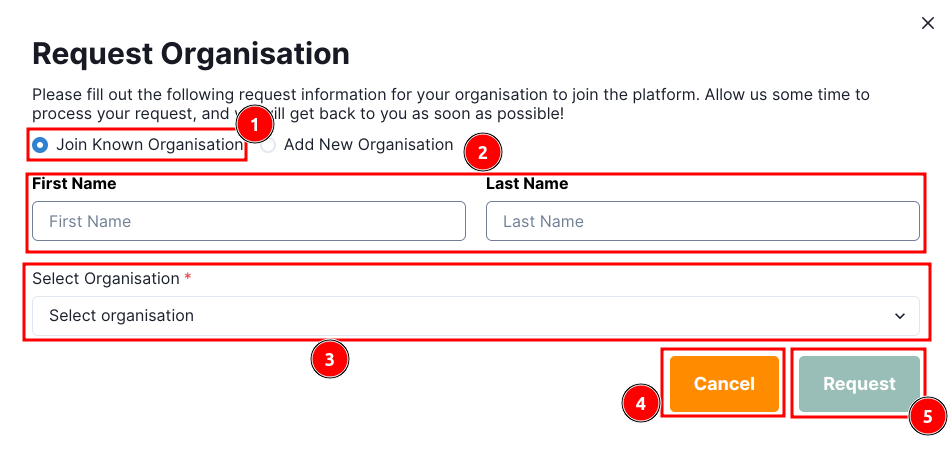 Request Organisation
Please fill out the following request information for your organisation to join the platform. Allow us some time to
process your request, and will get back to you as soon as possible!
1
Join Known Organisation Add New Organisation
2
First Name Last Name
First Name Last Name
Select Organisation *
Select organisation
3
Cancel Request
4
5